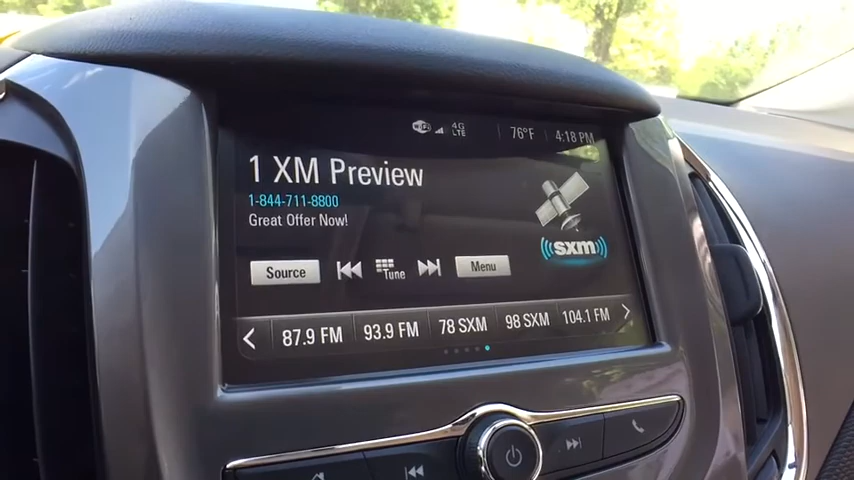 WiFi 4G LTE 76°F 4:18 PM
1 XM Preview
1-844-711-8800
Great Offer Now!
((sxm))
Source Tune Menu
< 87.9 FM 93.9 FM 78 SXM 98 SXM 104.1 FM >